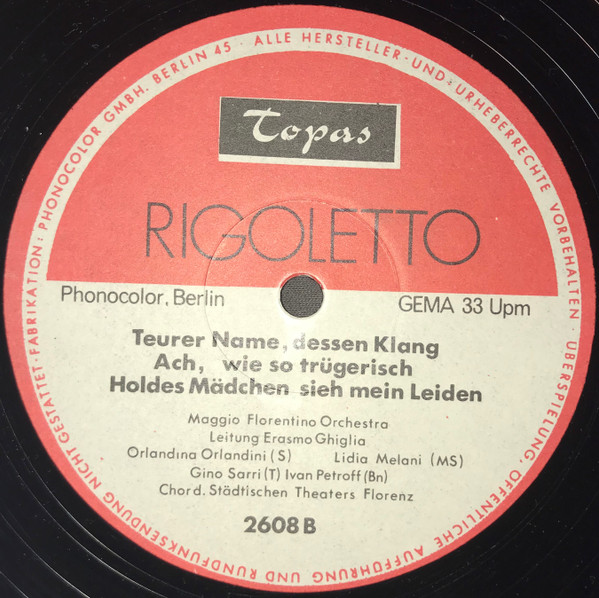 FABRIKATION: PHONOCOLOR GMBH. BERLIN 45 · ALLE HERSTELLER- UND URHEBERRECHTE VORBEHALTEN · ÜBERSPIELUNG, ÖFFENTLICHE AUFFÜHRUNG UND RUNDFUNKSENDUNG NICHT GESTATTET ·
Topas
RIGOLETTO
Phonocolor, Berlin GEMA 33 Upm
Teurer Name, dessen Klang
Ach, wie so trügerisch
Holdes Mädchen sieh mein Leiden
Maggio Florentino Orchestra
Leitung Erasmo Ghiglia
Orlandina Orlandini (S) Lidia Melani (MS)
Gino Sarri (T) Ivan Petroff (Bn)
Chor d. Städtischen Theaters Florenz
2608 B